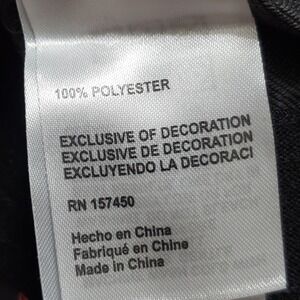 100% POLYESTER
EXCLUSIVE OF DECORATION
EXCLUSIVE DE DECORATION
EXCLUYENDO LA DECORACI
RN 157450
Hecho en China
Fabriqué en Chine
Made in China